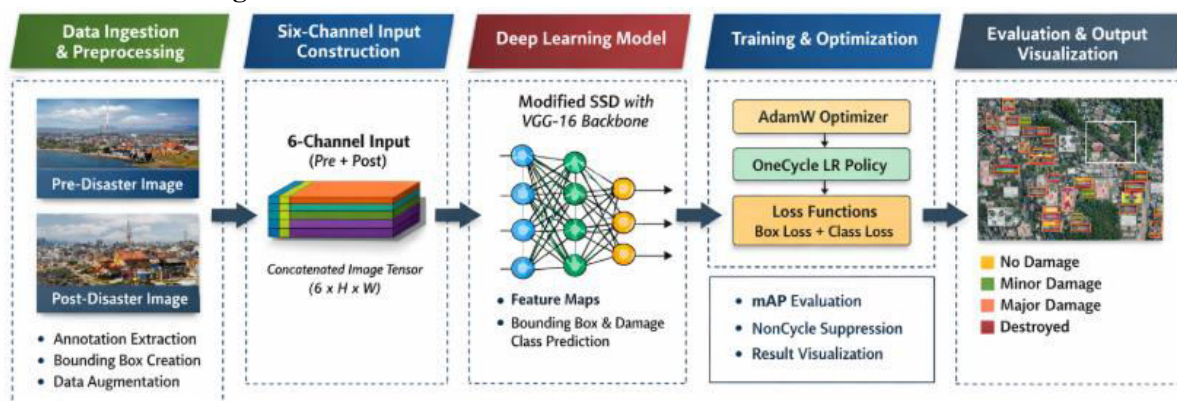 Data Ingestion
& Preprocessing
Six-Channel Input
Construction
Deep Learning Model
Training & Optimization
Evaluation & Output
Visualization
Pre-Disaster Image
Post-Disaster Image
• Annotation Extraction
• Bounding Box Creation
• Data Augmentation
6-Channel Input
(Pre + Post)
Concatenated Image Tensor
(6 x H x W)
Modified SSD with
VGG-16 Backbone
• Feature Maps
• Bounding Box & Damage
Class Prediction
AdamW Optimizer
OneCycle LR Policy
Loss Functions
Box Loss + Class Loss
• mAP Evaluation
• NonCycle Suppression
• Result Visualization
No Damage
Minor Damage
Major Damage
Destroyed